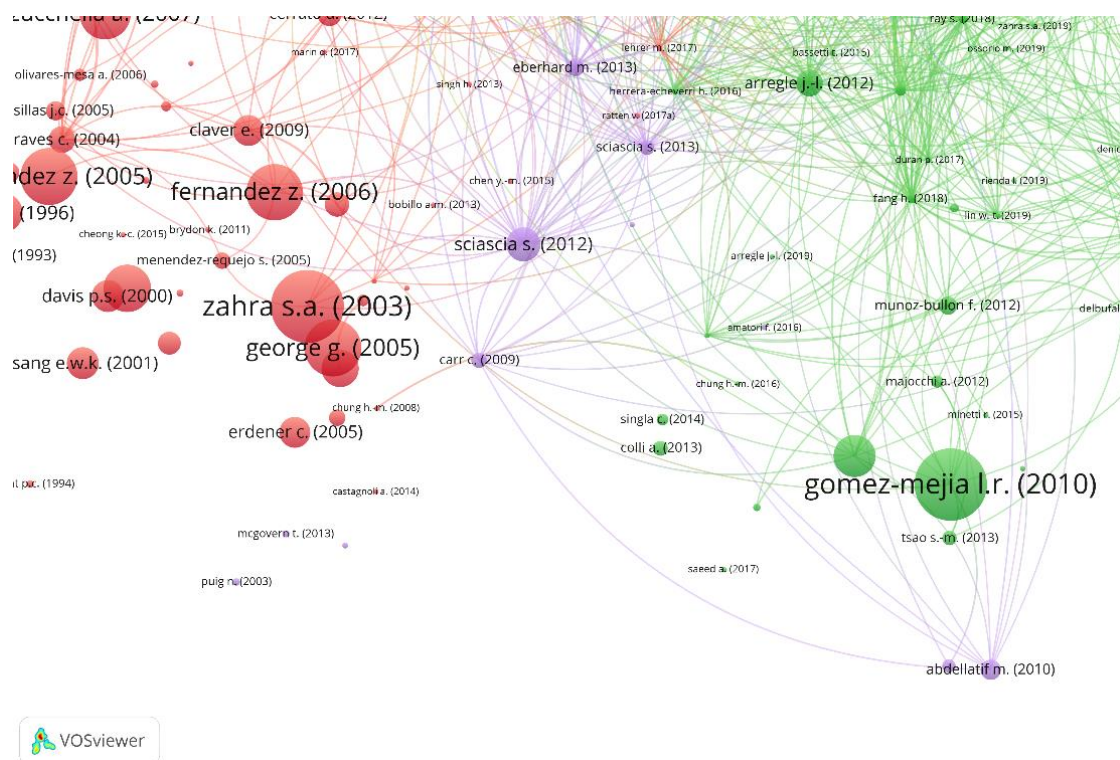 zucchella a. (2007)
cerrato d. (2012)
ray s. (2018)
zahra s.a. (2019)
marin q. (2017)
lehrer m. (2017)
bassetti t. (2015)
ossorio m. (2019)
olivares-mesa a. (2006)
eberhard m. (2013)
singh h. (2013)
arregle j.-l. (2012)
herrera-echeverri h. (2016)
sillas j.c. (2005)
ratten v. (2017a)
claver e. (2009)
raves c. (2004)
sciascia s. (2013)
duran p. (2017)
ndez z. (2005)
fernandez z. (2006)
chen y.-m. (2015)
rienda l. (2019)
fang h. (2018)
bobillo a.m. (2013)
(1996)
lin w.-t. (2019)
cheong k.-c. (2015)
brydon k. (2011)
sciascia s. (2012)
(1993)
menendez-requejo s. (2005)
arregle j.-l. (2019)
davis p.s. (2000)
zahra s.a. (2003)
munoz-bullon f. (2012)
delbufal
amatori f. (2016)
george g. (2005)
sang e.w.k. (2001)
carr c. (2009)
chung h.-m. (2016)
majocchi a. (2012)
chung h.-m. (2008)
minetti r. (2015)
singla c. (2014)
erdener c. (2005)
colli a. (2013)
gomez-mejia l.r. (2010)
t p.c. (1994)
castagnoli a. (2014)
mcgovern t. (2013)
tsao s.-m. (2013)
saeed a. (2017)
puig n. (2003)
abdellatif m. (2010)
VOSviewer